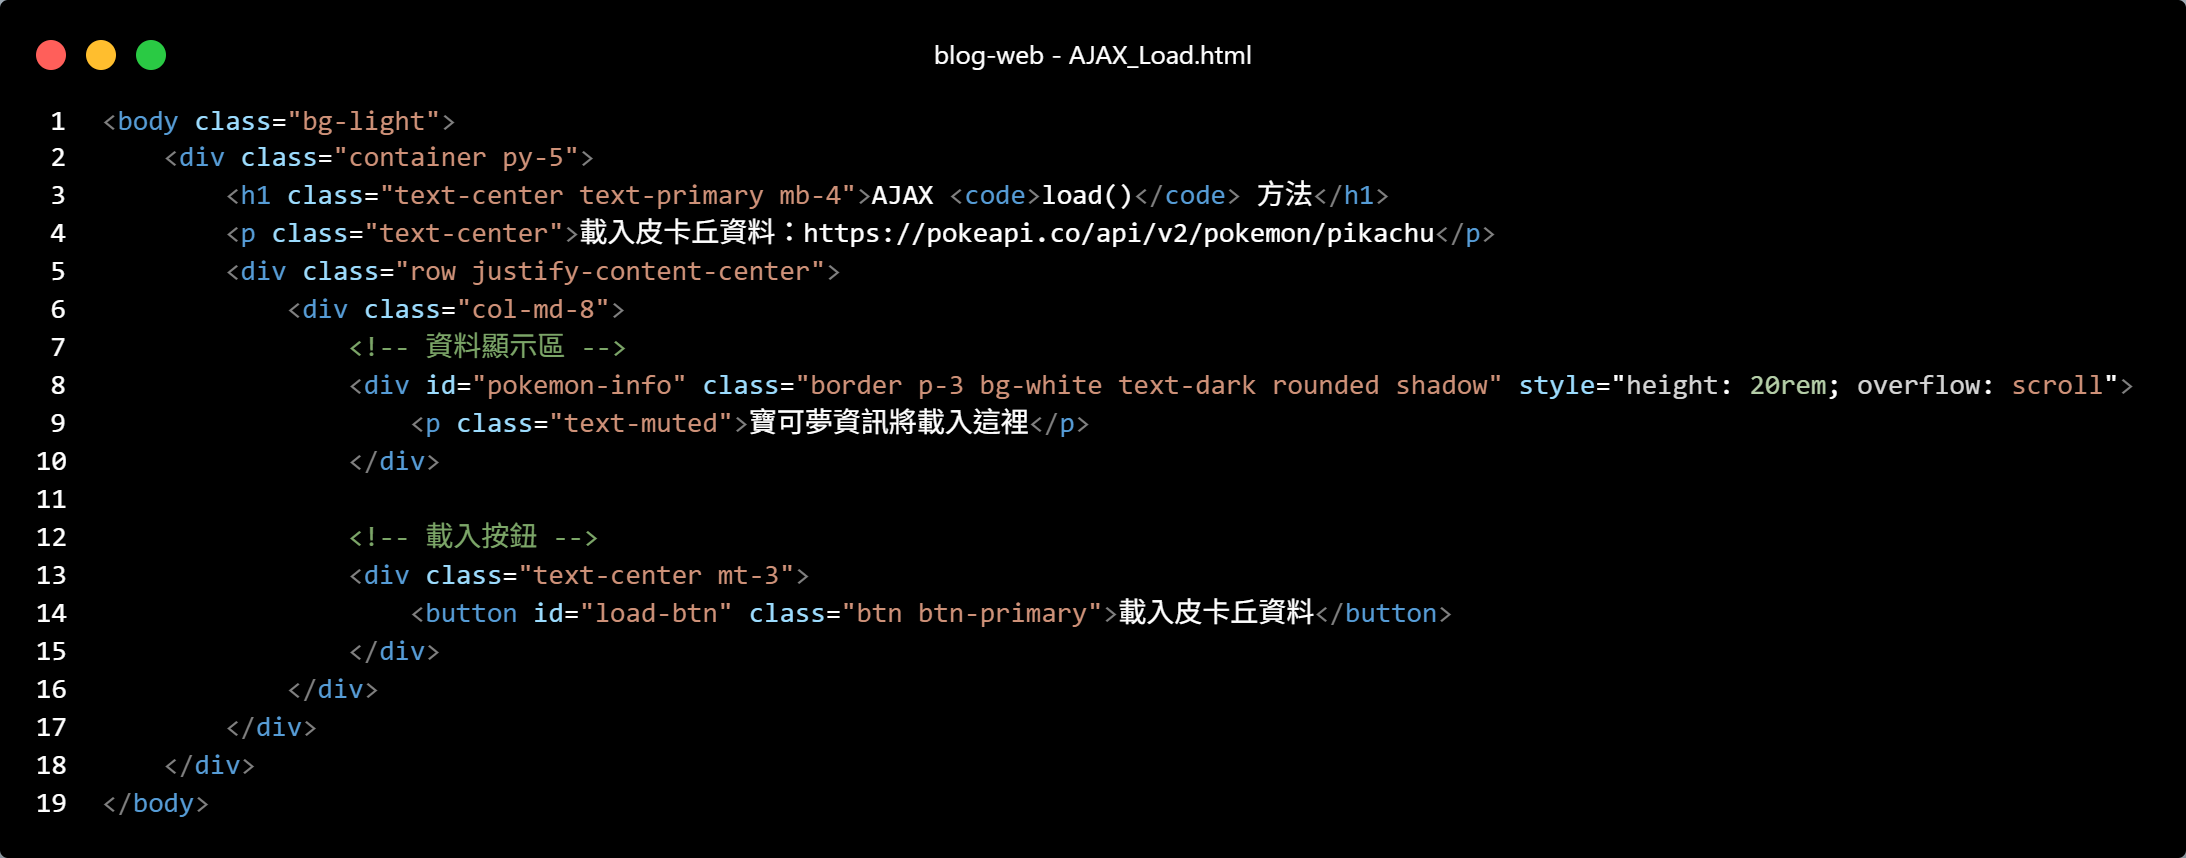 blog-web - AJAX_Load.html
1 <body class="bg-light">
2     <div class="container py-5">
3         <h1 class="text-center text-primary mb-4">AJAX <code>load()</code> 方法</h1>
4         <p class="text-center">載入皮卡丘資料：https://pokeapi.co/api/v2/pokemon/pikachu</p>
5         <div class="row justify-content-center">
6             <div class="col-md-8">
7                 <!-- 資料顯示區 -->
8                 <div id="pokemon-info" class="border p-3 bg-white text-dark rounded shadow" style="height: 20rem; overflow: scroll">
9                     <p class="text-muted">寶可夢資訊將載入這裡</p>
10                 </div>
11
12                 <!-- 載入按鈕 -->
13                 <div class="text-center mt-3">
14                     <button id="load-btn" class="btn btn-primary">載入皮卡丘資料</button>
15                 </div>
16             </div>
17         </div>
18     </div>
19 </body>